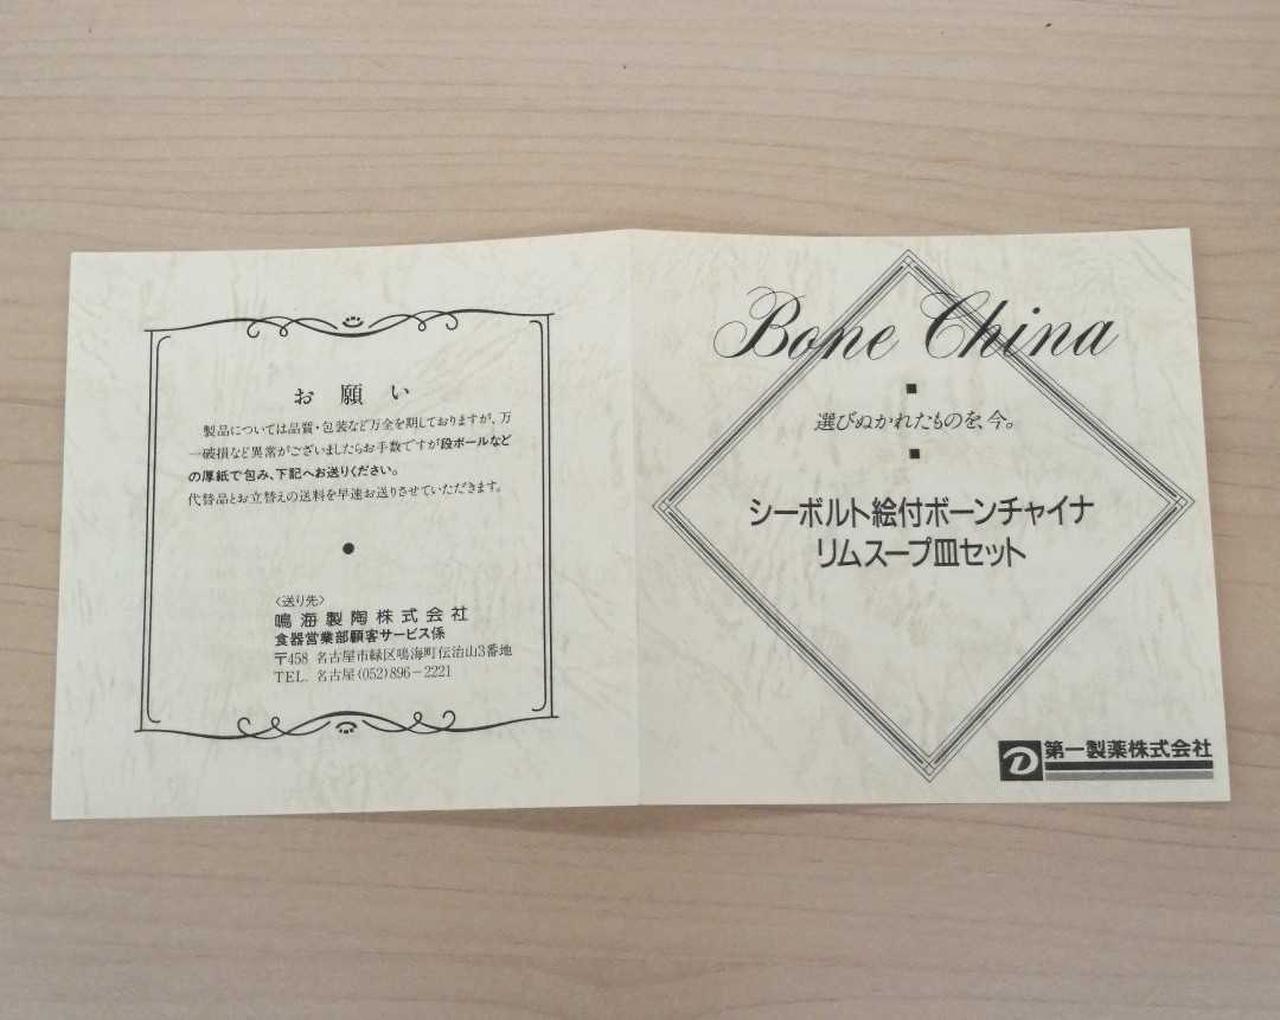 お願い
製品については品質・包装など万全を期しておりますが、万
一破損など異常がございましたらお手数ですが段ボールなど
の厚紙で包み、下記へお送りください。
代替品とお立替えの送料を早速お送りさせていただきます。
〈送り先〉
鳴海製陶株式会社
食器営業部顧客サービス係
〒458 名古屋市緑区鳴海町伝治山3番地
TEL. 名古屋(052)896－2221
Bone China
選びぬかれたものを、今。
シーボルト絵付ボーンチャイナ
リムスープ皿セット
D 第一製薬株式会社